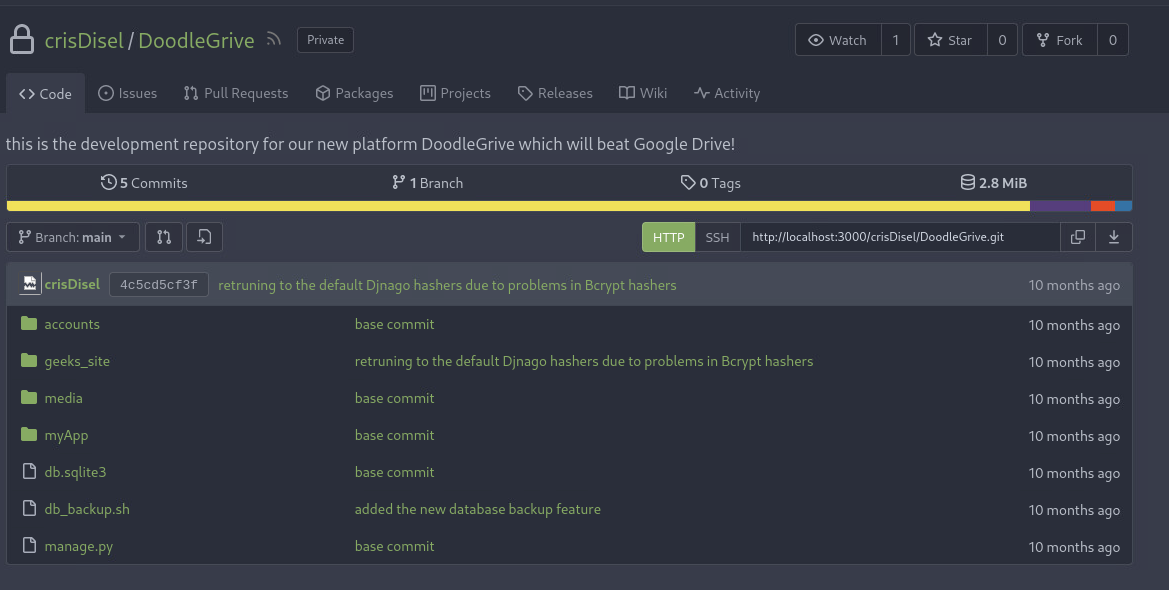 crisDisel / DoodleGrive Private Watch 1 Star 0 Fork 0
Code Issues Pull Requests Packages Projects Releases Wiki Activity
this is the development repository for our new platform DoodleGrive which will beat Google Drive!
5 Commits 1 Branch 0 Tags 2.8 MiB
Branch: main HTTP SSH http://localhost:3000/crisDisel/DoodleGrive.git
crisDisel 4c5cd5cf3f retruning to the default Djnago hashers due to problems in Bcrypt hashers 10 months ago
accounts base commit 10 months ago
geeks_site retruning to the default Djnago hashers due to problems in Bcrypt hashers 10 months ago
media base commit 10 months ago
myApp base commit 10 months ago
db.sqlite3 base commit 10 months ago
db_backup.sh added the new database backup feature 10 months ago
manage.py base commit 10 months ago